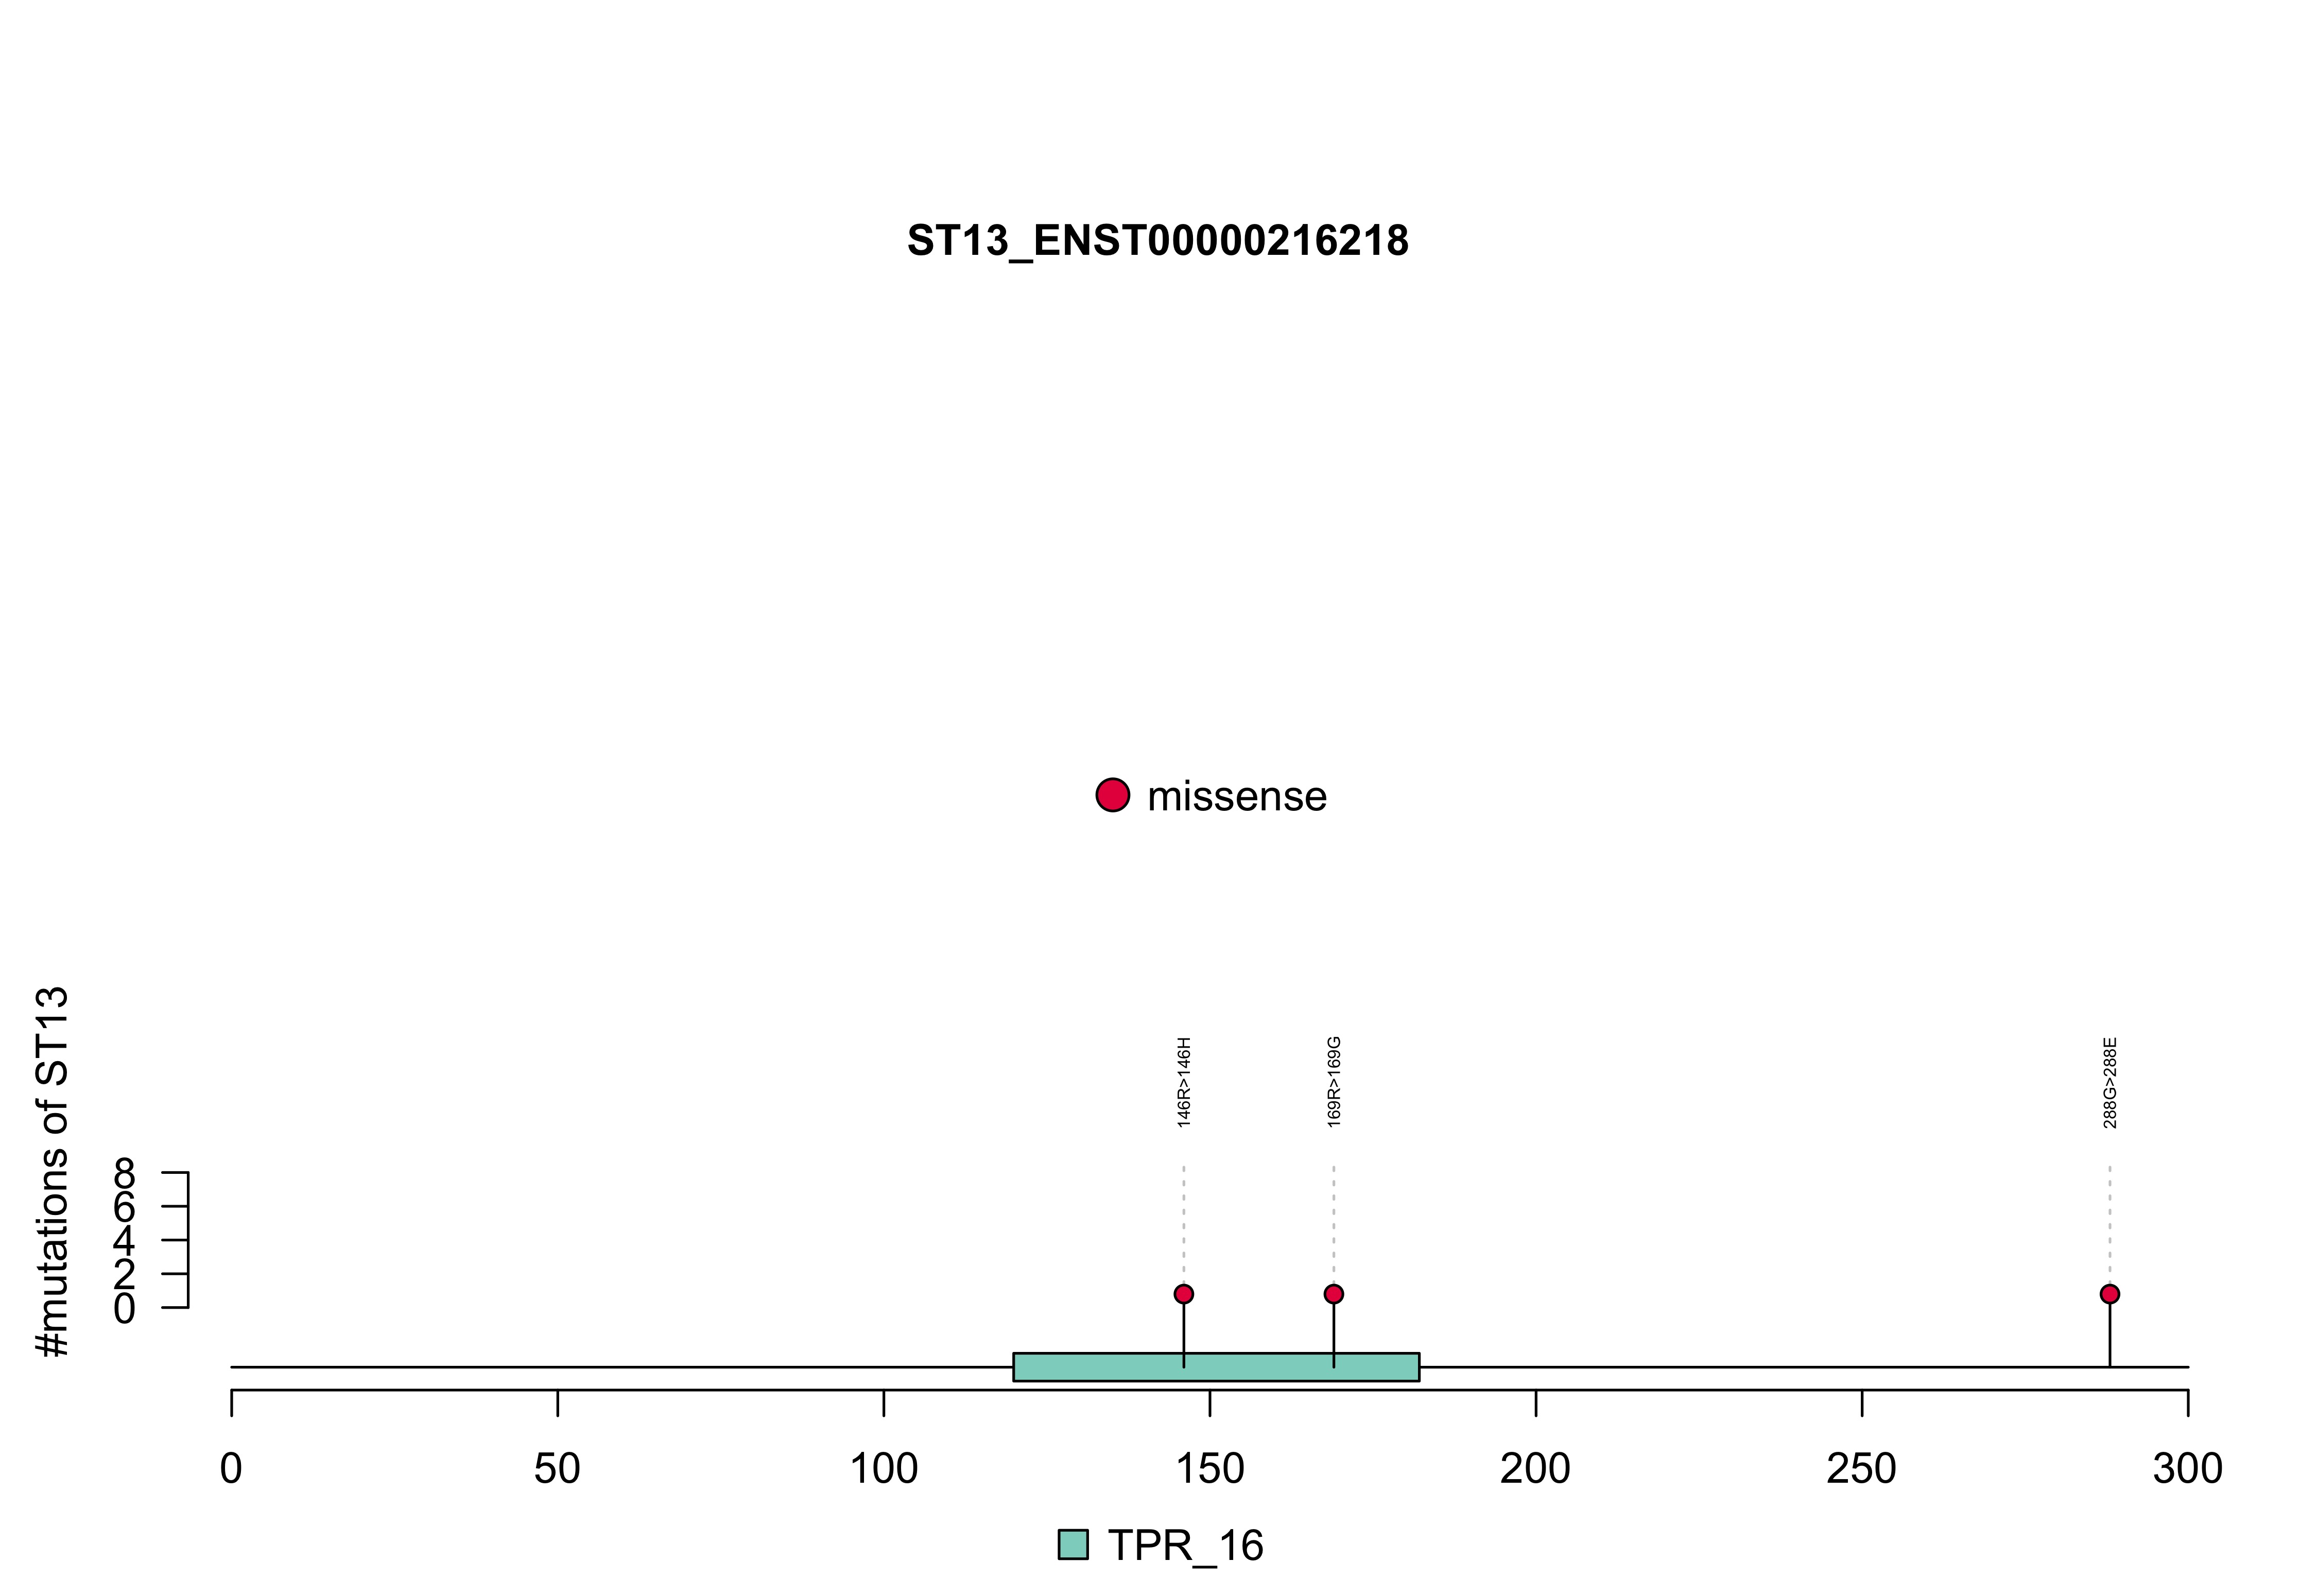 ST13_ENST00000216218
missense
#mutations of ST13
146R>146H
169R>169G
288G>288E
8
6
4
2
0
0 50 100 150 200 250 300
TPR_16